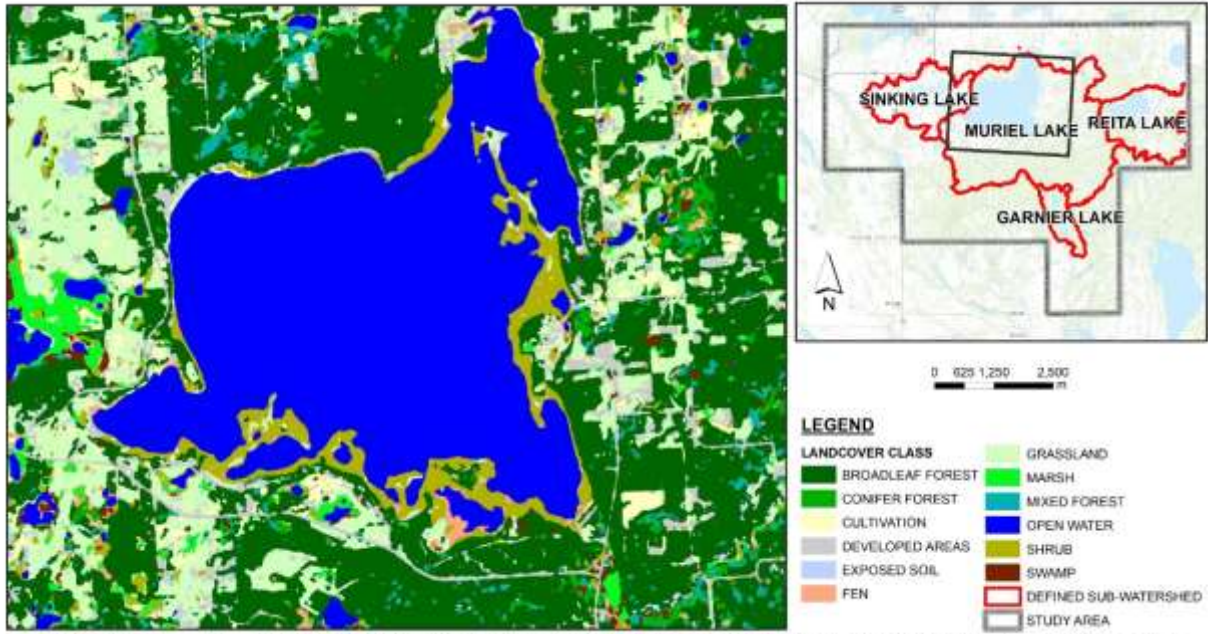 SINKING LAKE
MURIEL LAKE
REITA LAKE
GARNIER LAKE
N
0 625 1,250 2,500
m
LEGEND
LANDCOVER CLASS
BROADLEAF FOREST
CONIFER FOREST
CULTIVATION
DEVELOPED AREAS
EXPOSED SOIL
FEN
GRASSLAND
MARSH
MIXED FOREST
OPEN WATER
SHRUB
SWAMP
DEFINED SUB-WATERSHED
STUDY AREA